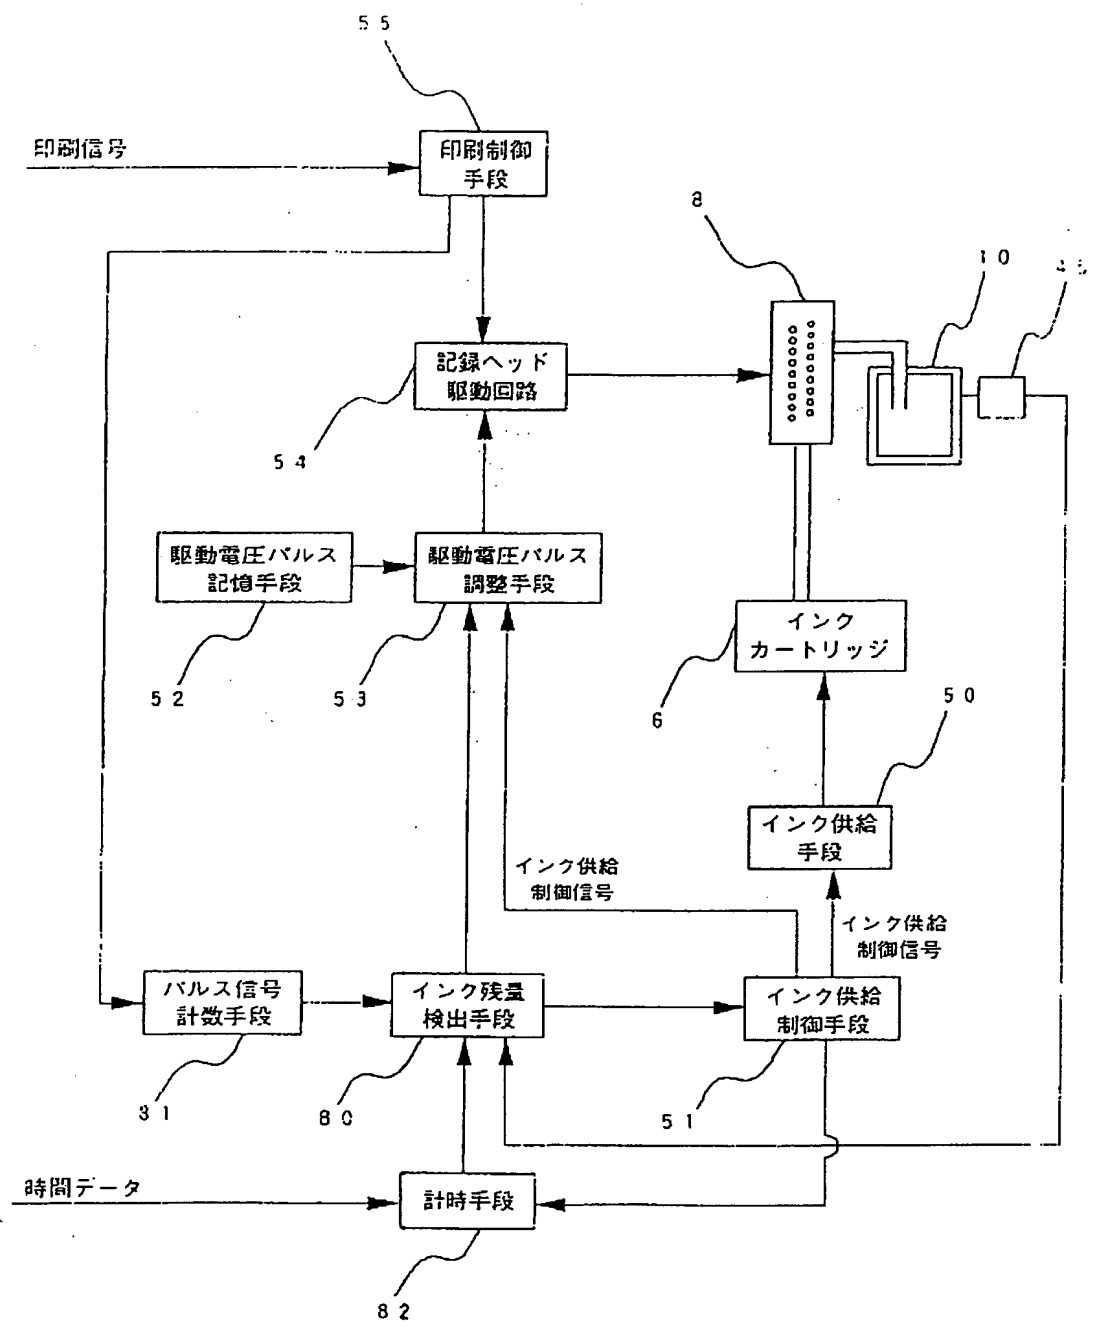 ５５
印刷信号
印刷制御
手段
８
１０
４５
記録ヘッド
駆動回路
５４
駆動電圧パルス
記憶手段
駆動電圧パルス
調整手段
インク
カートリッジ
５２
５３
６
５０
インク供給
手段
インク供給
制御信号
インク供給
制御信号
パルス信号
計数手段
インク残量
検出手段
インク供給
制御手段
８１
８０
５１
時間データ
計時手段
８２